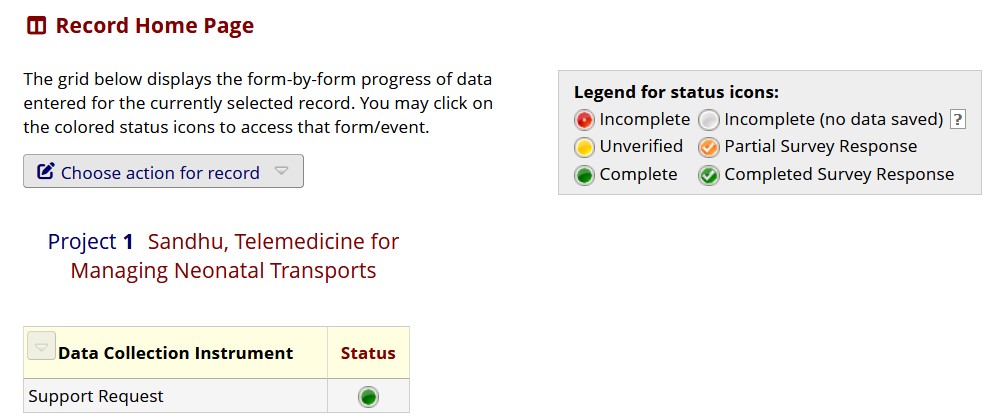 Record Home Page
The grid below displays the form-by-form progress of data
entered for the currently selected record. You may click on
the colored status icons to access that form/event.
Choose action for record
Legend for status icons:
Incomplete Incomplete (no data saved) ?
Unverified Partial Survey Response
Complete Completed Survey Response
Project 1 Sandhu, Telemedicine for
Managing Neonatal Transports
Data Collection Instrument Status
Support Request